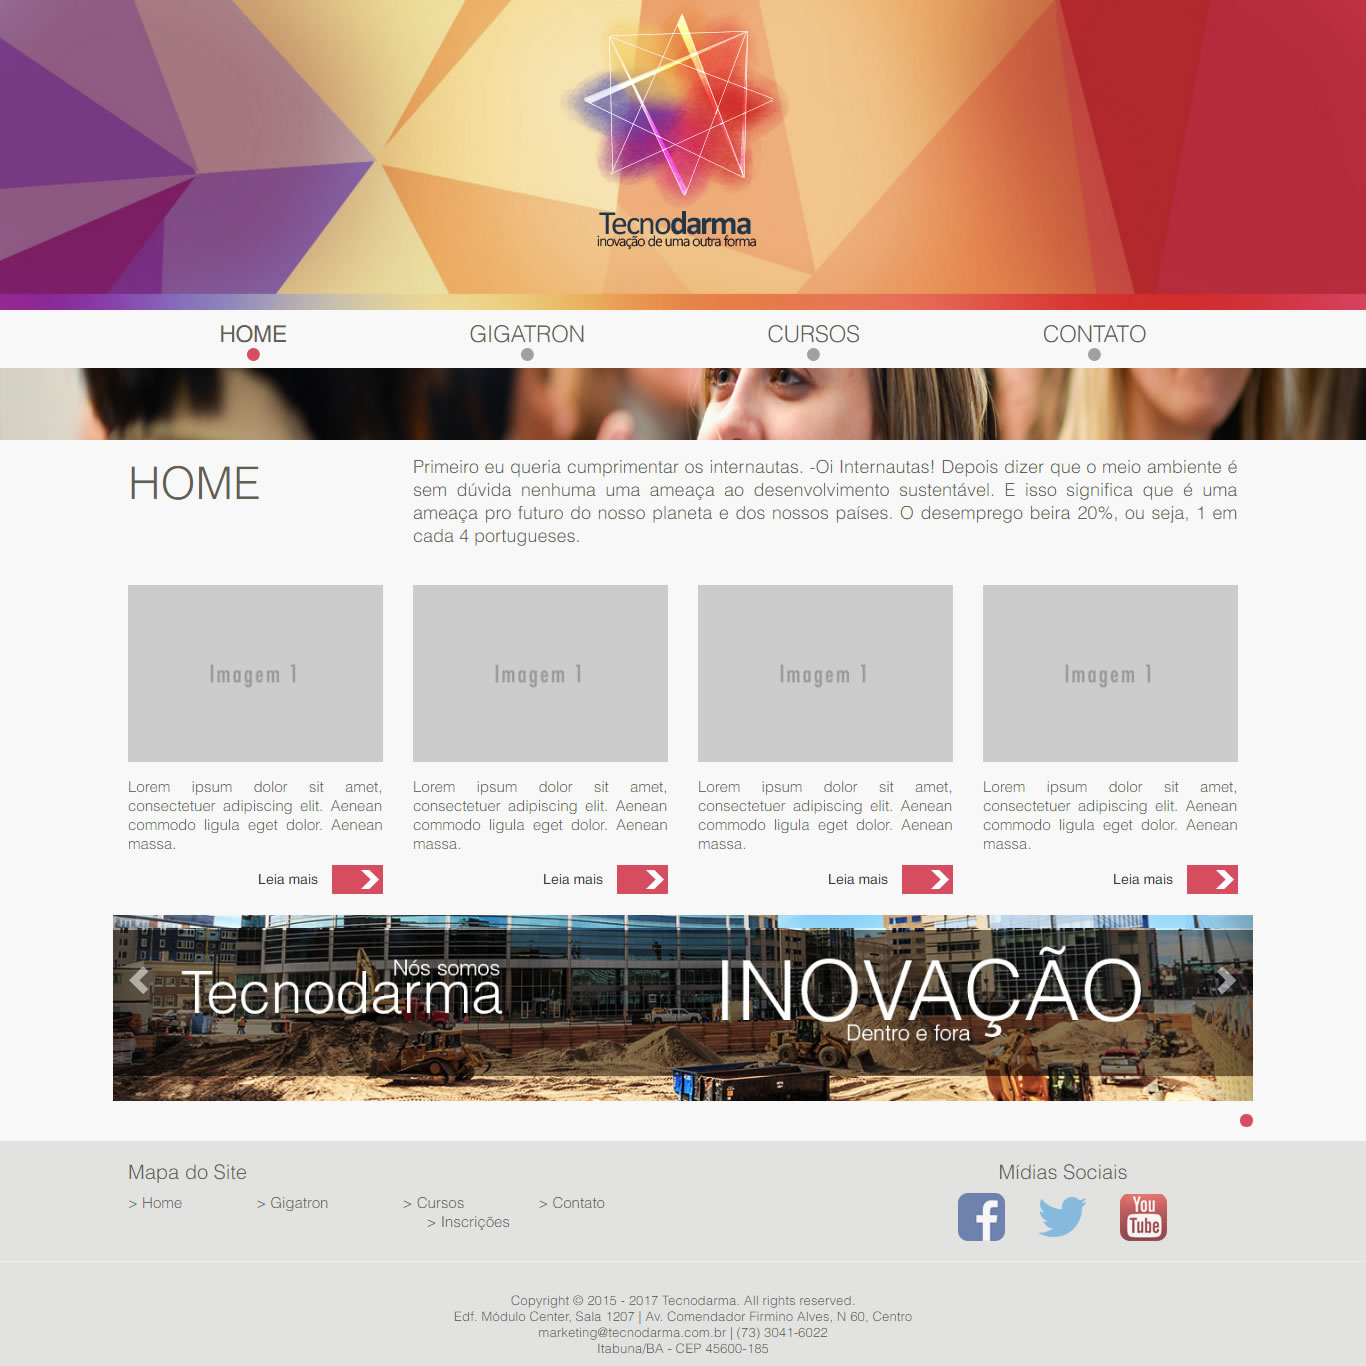 Tecnodarma
inovação de uma outra forma
HOME GIGATRON CURSOS CONTATO
HOME
Primeiro eu queria cumprimentar os internautas. -Oi Internautas! Depois dizer que o meio ambiente é
sem dúvida nenhuma uma ameaça ao desenvolvimento sustentável. E isso significa que é uma
ameaça pro futuro do nosso planeta e dos nossos países. O desemprego beira 20%, ou seja, 1 em
cada 4 portugueses.
Imagem 1
Lorem ipsum dolor sit amet,
consectetuer adipiscing elit. Aenean
commodo ligula eget dolor. Aenean
massa.
Leia mais
Imagem 1
Lorem ipsum dolor sit amet,
consectetuer adipiscing elit. Aenean
commodo ligula eget dolor. Aenean
massa.
Leia mais
Imagem 1
Lorem ipsum dolor sit amet,
consectetuer adipiscing elit. Aenean
commodo ligula eget dolor. Aenean
massa.
Leia mais
Imagem 1
Lorem ipsum dolor sit amet,
consectetuer adipiscing elit. Aenean
commodo ligula eget dolor. Aenean
massa.
Leia mais
Nós somos
Tecnodarma
INOVAÇÃO
Dentro e fora
Mapa do Site
> Home > Gigatron > Cursos > Contato
> Inscrições
Mídias Sociais
You
Tube
Copyright © 2015 - 2017 Tecnodarma. All rights reserved.
Edf. Módulo Center, Sala 1207 | Av. Comendador Firmino Alves, N 60, Centro
marketing@tecnodarma.com.br | (73) 3041-6022
Itabuna/BA - CEP 45600-185